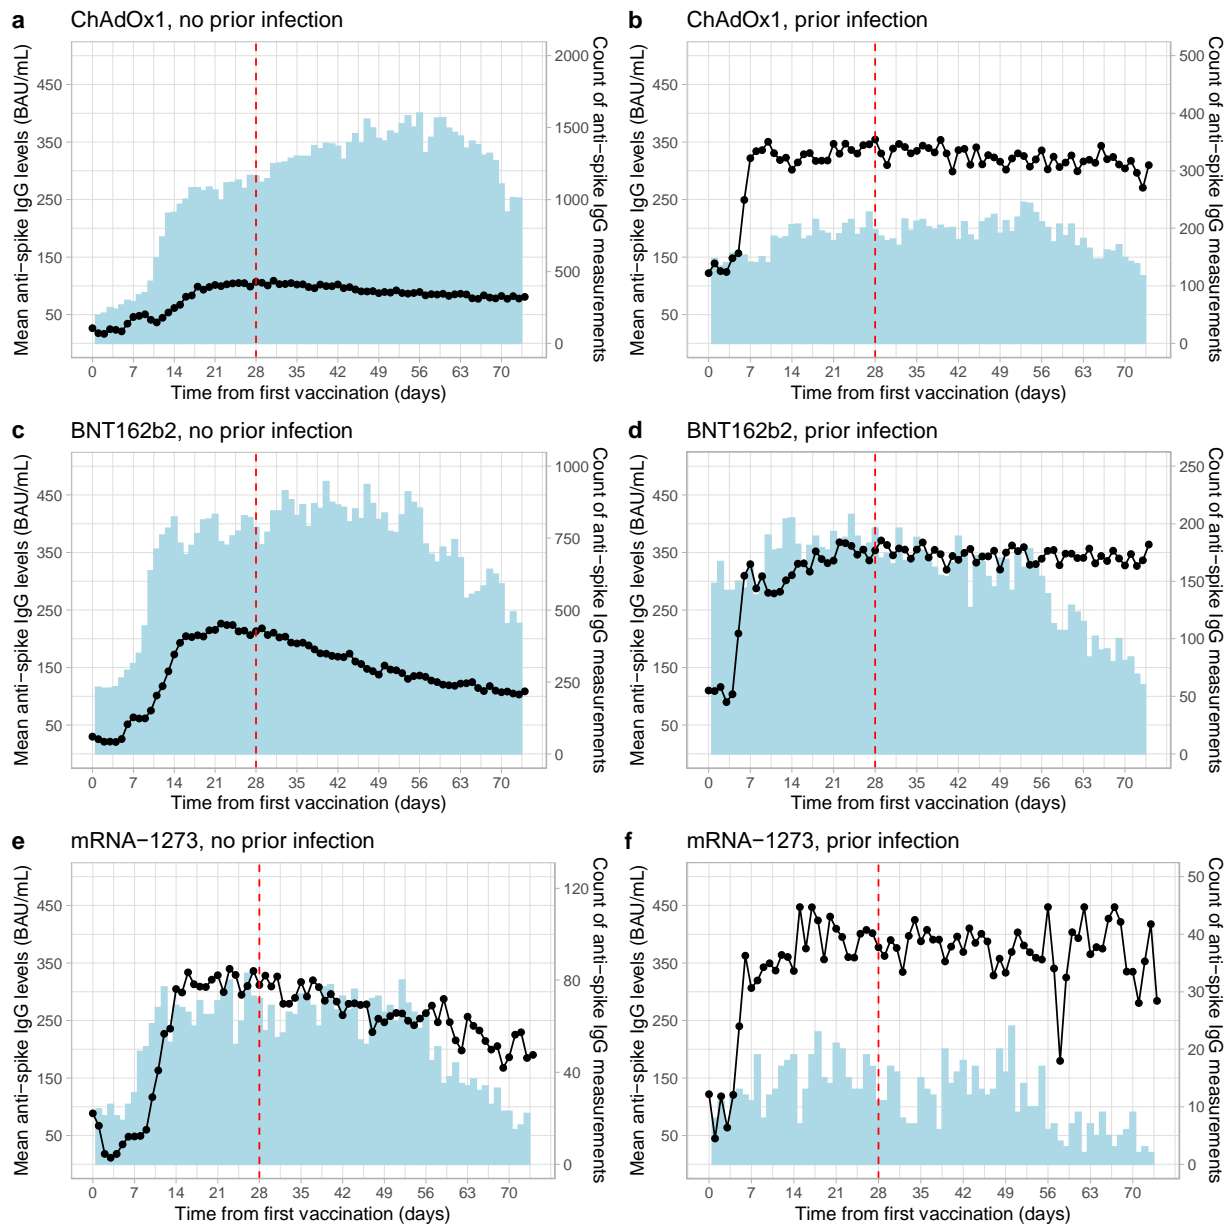 a ChAdOx1, no prior infection
Mean anti−spike IgG levels (BAU/mL)
450
350
250
150
50
2000
1500
1000
500
0
Count of anti−spike IgG measurements
0 7 14 21 28 35 42 49 56 63 70
Time from first vaccination (days)
b ChAdOx1, prior infection
Mean anti−spike IgG levels (BAU/mL)
450
350
250
150
50
500
400
300
200
100
0
Count of anti−spike IgG measurements
0 7 14 21 28 35 42 49 56 63 70
Time from first vaccination (days)
c BNT162b2, no prior infection
Mean anti−spike IgG levels (BAU/mL)
450
350
250
150
50
1000
750
500
250
0
Count of anti−spike IgG measurements
0 7 14 21 28 35 42 49 56 63 70
Time from first vaccination (days)
d BNT162b2, prior infection
Mean anti−spike IgG levels (BAU/mL)
450
350
250
150
50
250
200
150
100
50
0
Count of anti−spike IgG measurements
0 7 14 21 28 35 42 49 56 63 70
Time from first vaccination (days)
e mRNA−1273, no prior infection
Mean anti−spike IgG levels (BAU/mL)
450
350
250
150
50
120
80
40
0
Count of anti−spike IgG measurements
0 7 14 21 28 35 42 49 56 63 70
Time from first vaccination (days)
f mRNA−1273, prior infection
Mean anti−spike IgG levels (BAU/mL)
450
350
250
150
50
50
40
30
20
10
0
Count of anti−spike IgG measurements
0 7 14 21 28 35 42 49 56 63 70
Time from first vaccination (days)